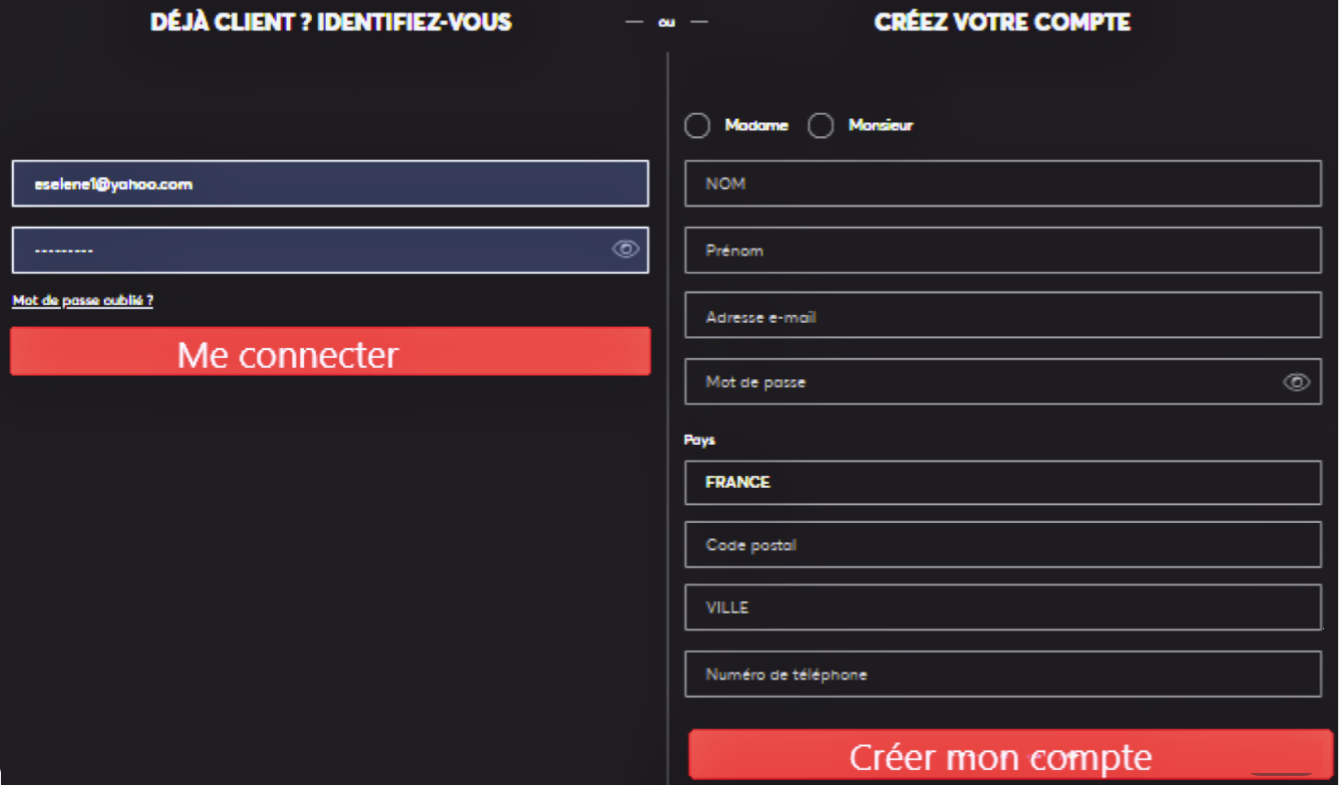 DÉJÀ CLIENT ? IDENTIFIEZ-VOUS
— ou —
CRÉEZ VOTRE COMPTE
eselene1@yahoo.com
---------
Mot de passe oublié ?
Me connecter
Madame Monsieur
NOM
Prénom
Adresse e-mail
Mot de passe
Pays
FRANCE
Code postal
VILLE
Numéro de téléphone
Créer mon compte